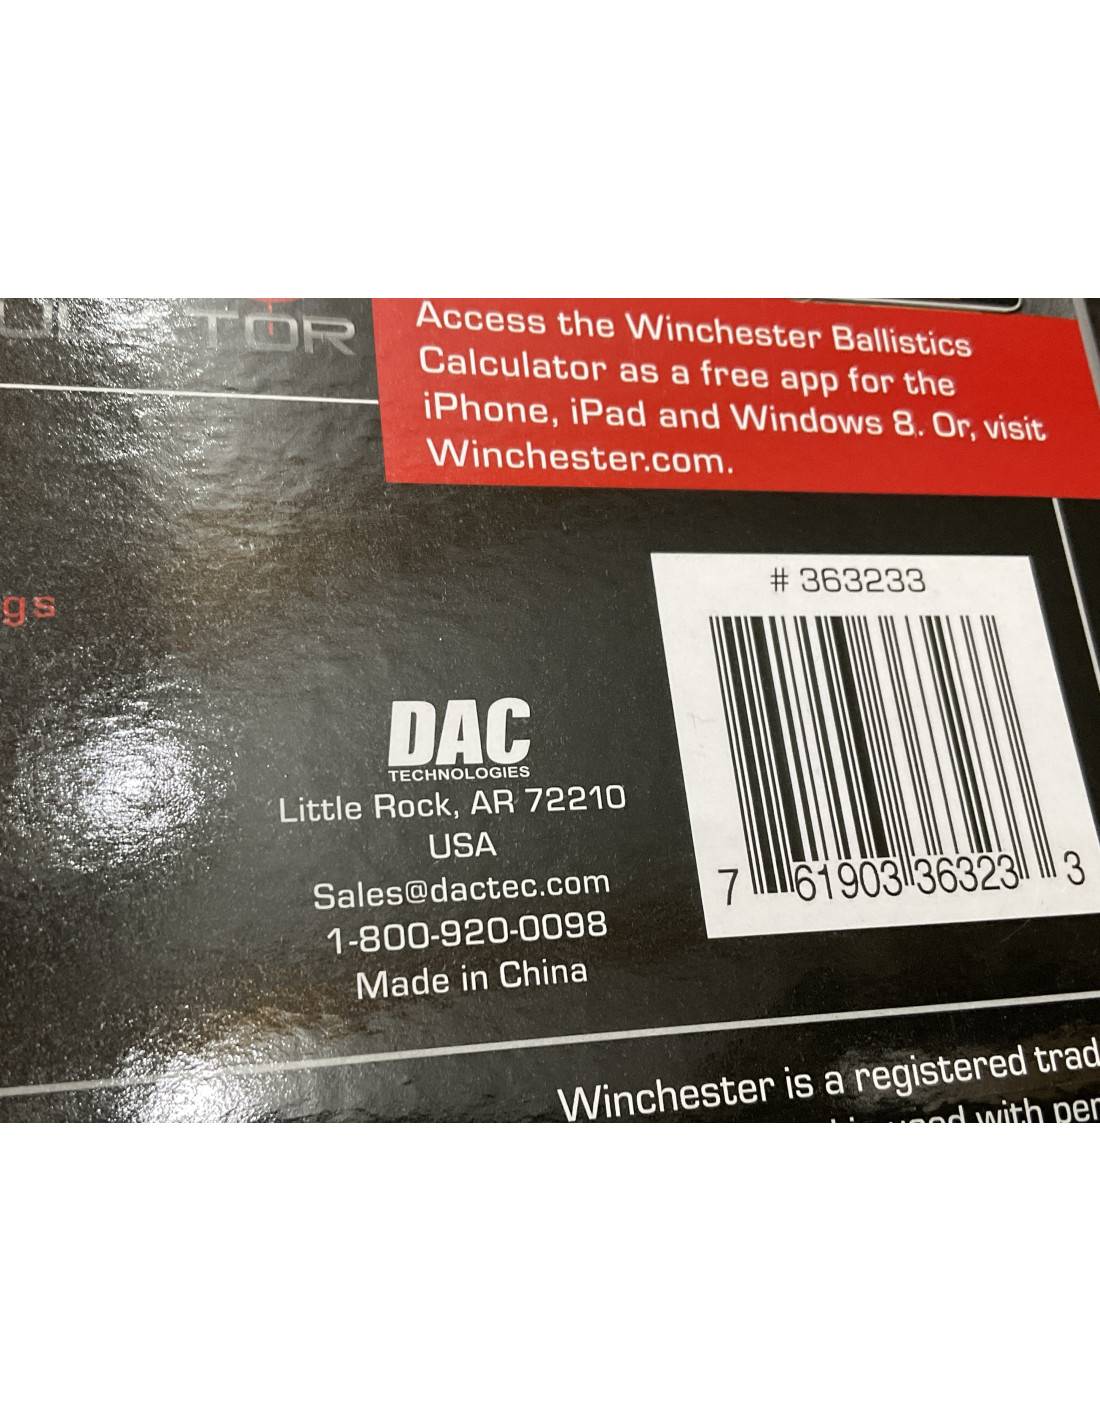 TOR
Access the Winchester Ballistics
Calculator as a free app for the
iPhone, iPad and Windows 8. Or, visit
Winchester.com.
gs
# 363233
7 61903 36323 3
DAC
TECHNOLOGIES
Little Rock, AR 72210
USA
Sales@dactec.com
1-800-920-0098
Made in China
Winchester is a registered trad
with per